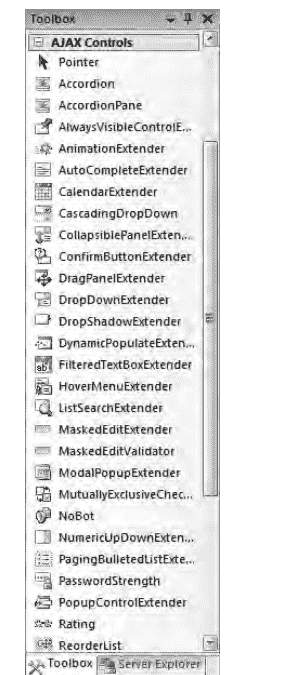 Toolbox
AJAX Controls
Pointer
Accordion
AccordionPane
AlwaysVisibleControlE...
AnimationExtender
AutoCompleteExtender
CalendarExtender
CascadingDropDown
CollapsiblePanelExten...
ConfirmButtonExtender
DragPanelExtender
DropDownExtender
DropShadowExtender
DynamicPopulateExten...
FilteredTextBoxExtender
HoverMenuExtender
ListSearchExtender
MaskedEditExtender
MaskedEditValidator
ModalPopupExtender
MutuallyExclusiveChec...
NoBot
NumericUpDownExten...
PagingBulletedListExte...
PasswordStrength
PopupControlExtender
Rating
ReorderList
Toolbox Server Explorer